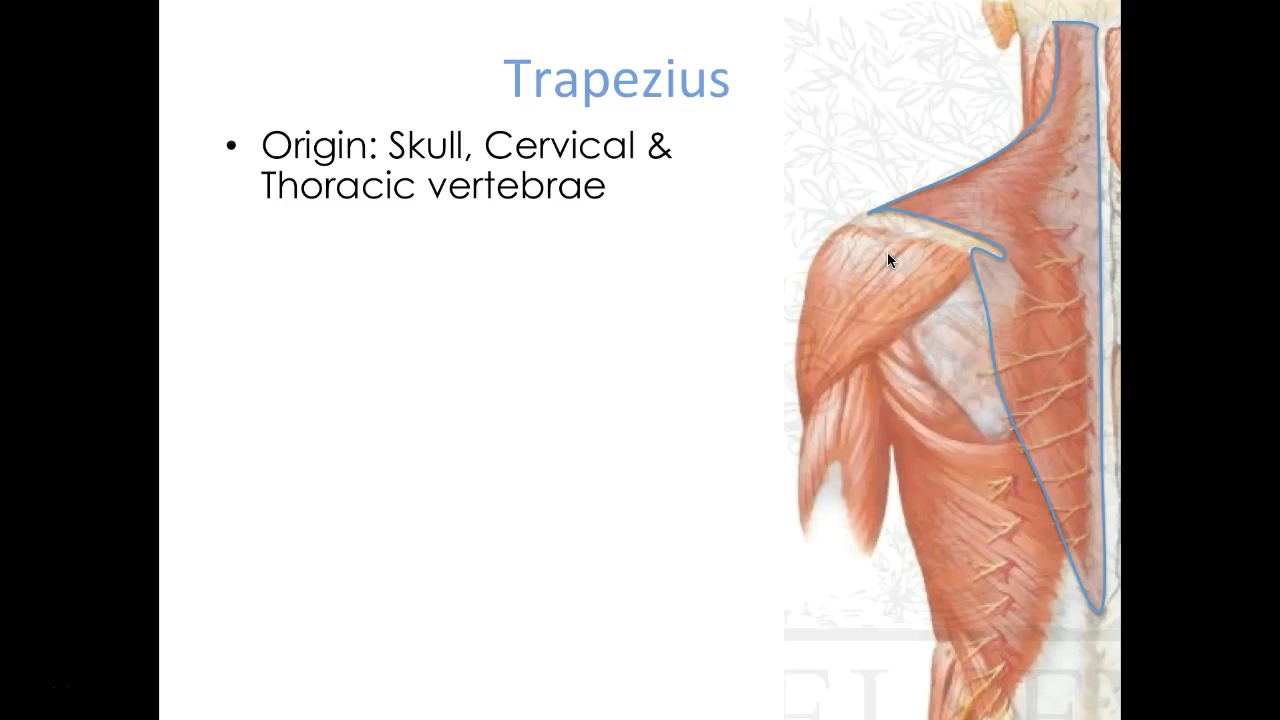 Trapezius
• Origin: Skull, Cervical &
Thoracic vertebrae